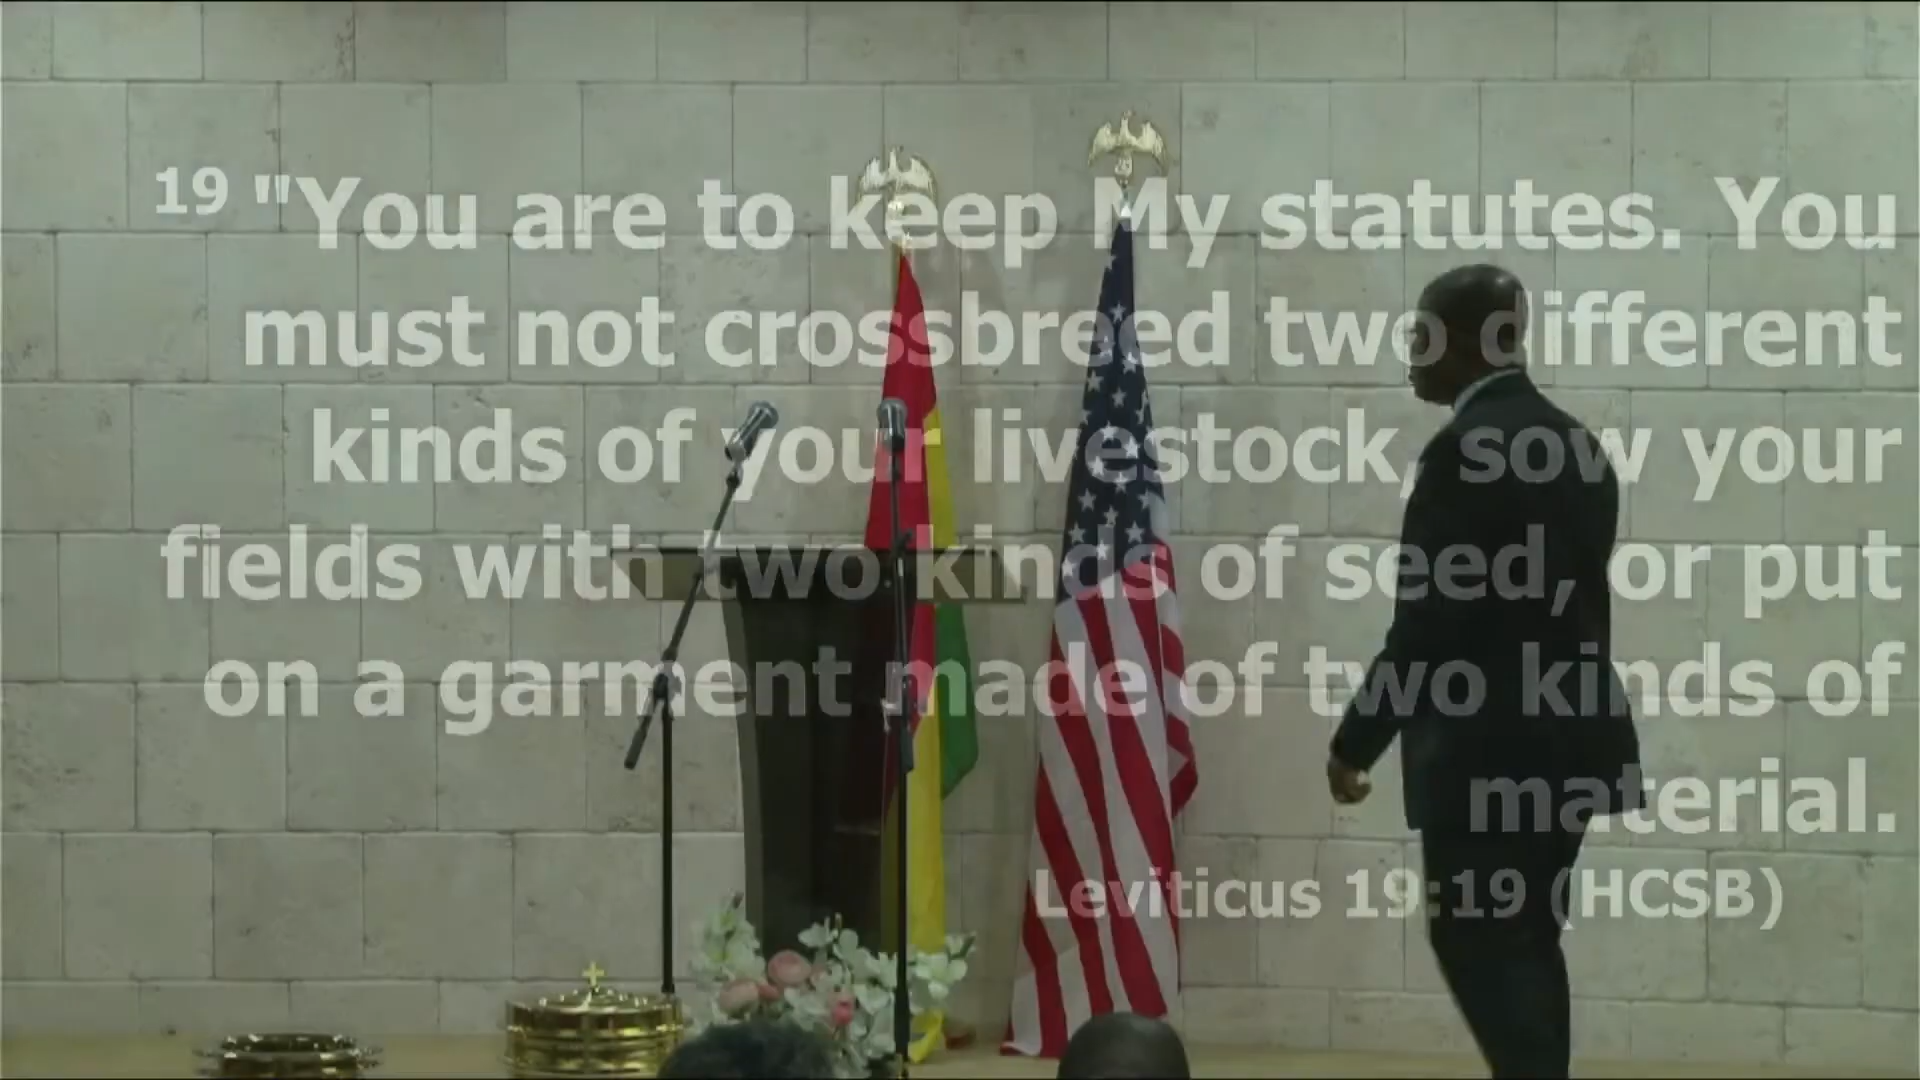 19 "You are to keep My statutes. You
must not crossbreed two different
kinds of your livestock, sow your
fields with two kinds of seed, or put
on a garment made of two kinds of
material.
Leviticus 19:19 (HCSB)